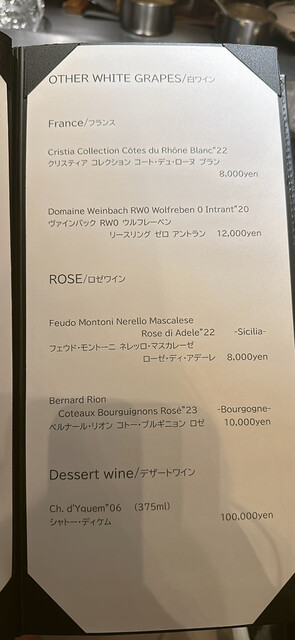 OTHER WHITE GRAPES/白ワイン
France/フランス
Cristia Collection Côtes du Rhône Blanc"22
クリスティア コレクション コート・デュ・ローヌ ブラン
8,000yen
Domaine Weinbach RW0 Wolfreben 0 Intrant"20
ヴァインバック RW0 ウルフレーベン
リースリング ゼロ アントラン 12,000yen
ROSE/ロゼワイン
Feudo Montoni Nerello Mascalese
Rose di Adele"22 -Sicilia-
フェウド・モントーニ ネレッロ・マスカレーゼ
ローゼ・ディ・アデーレ 8,000yen
Bernard Rion
Coteaux Bourguignons Rosé"23 -Bourgogne-
ベルナール・リオン コトー・ブルギニョン ロゼ 10,000yen
Dessert wine/デザートワイン
Ch. d'Yquem"06 (375ml)
シャトー・ディケム 100,000yen